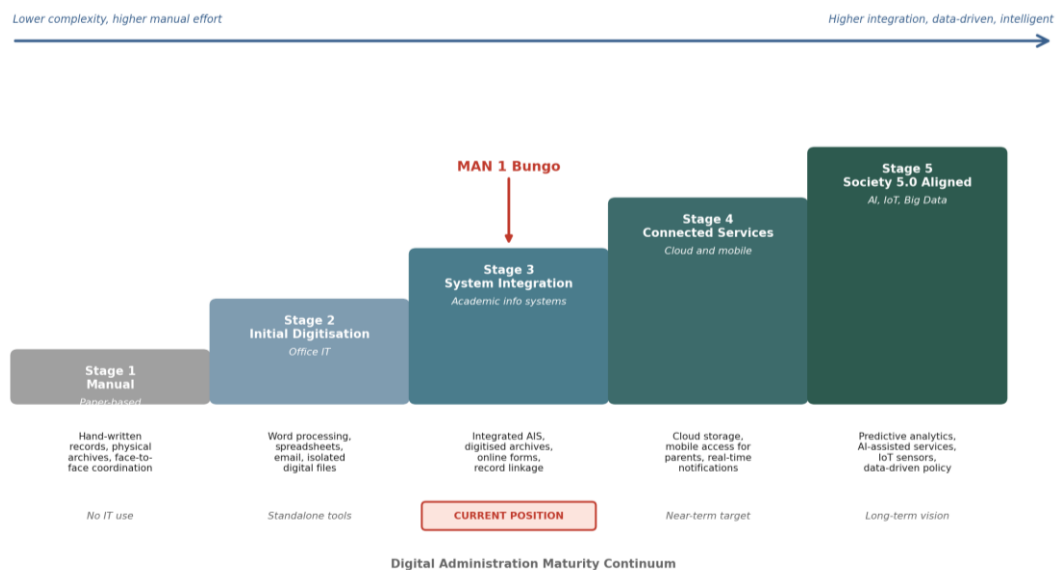 Lower complexity, higher manual effort
Higher integration, data-driven, intelligent
MAN 1 Bungo
Stage 1
Manual
Paper-based
Stage 2
Initial Digitisation
Office IT
Stage 3
System Integration
Academic info systems
Stage 4
Connected Services
Cloud and mobile
Stage 5
Society 5.0 Aligned
AI, IoT, Big Data
Hand-written
records, physical
archives, face-to-
face coordination
Word processing,
spreadsheets,
email, isolated
digital files
Integrated AIS,
digitised archives,
online forms,
record linkage
Cloud storage,
mobile access for
parents, real-time
notifications
Predictive analytics,
AI-assisted services,
IoT sensors,
data-driven policy
No IT use
Standalone tools
CURRENT POSITION
Near-term target
Long-term vision
Digital Administration Maturity Continuum